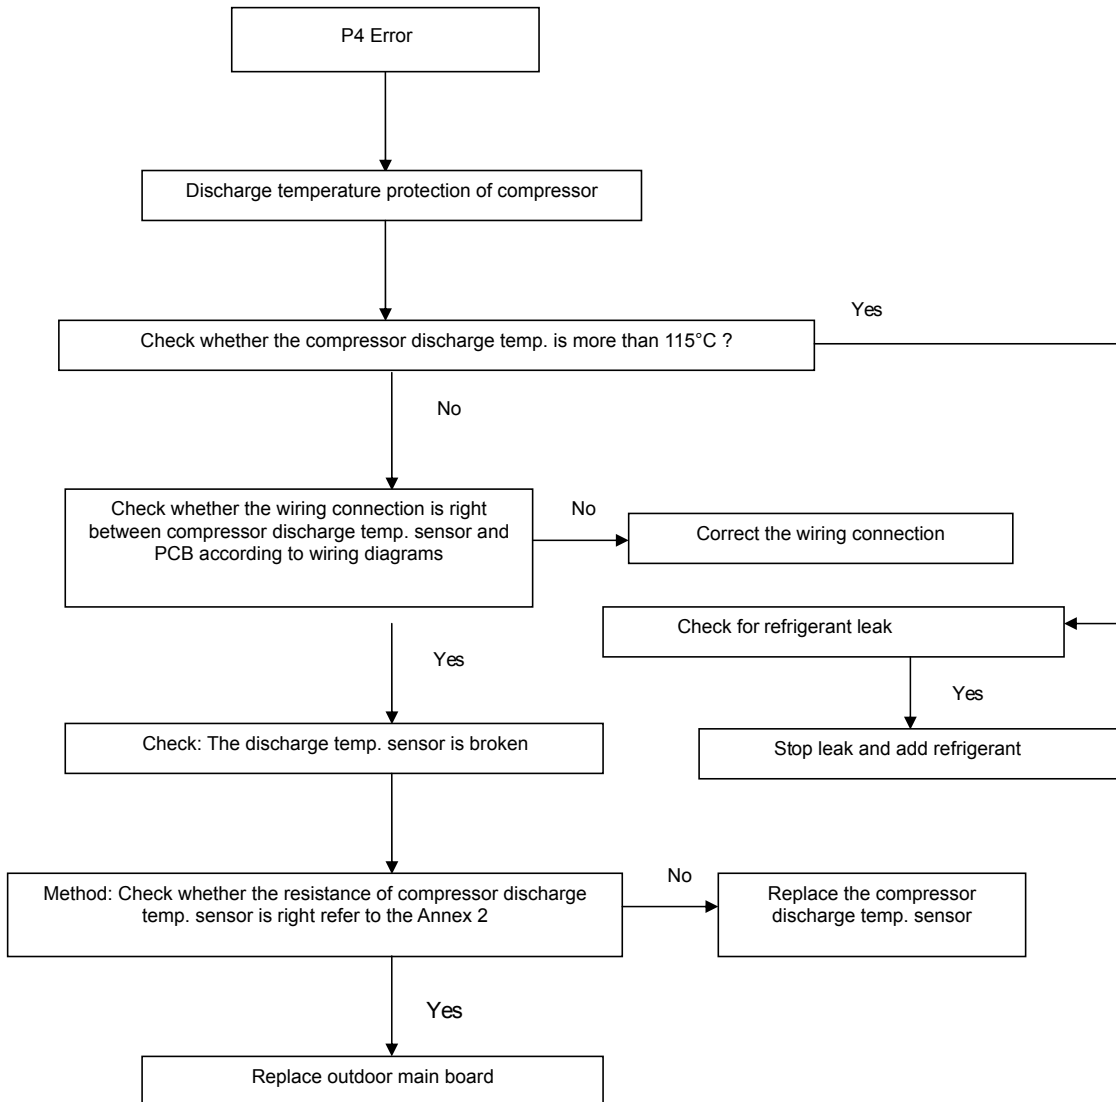 P4 Error
Discharge temperature protection of compressor
Yes
Check whether the compressor discharge temp. is more than 115°C ?
No
Check whether the wiring connection is right
between compressor discharge temp. sensor and
PCB according to wiring diagrams
No
Correct the wiring connection
Check for refrigerant leak
Yes
Yes
Stop leak and add refrigerant
Check: The discharge temp. sensor is broken
Method: Check whether the resistance of compressor discharge
temp. sensor is right refer to the Annex 2
No
Replace the compressor
discharge temp. sensor
Yes
Replace outdoor main board